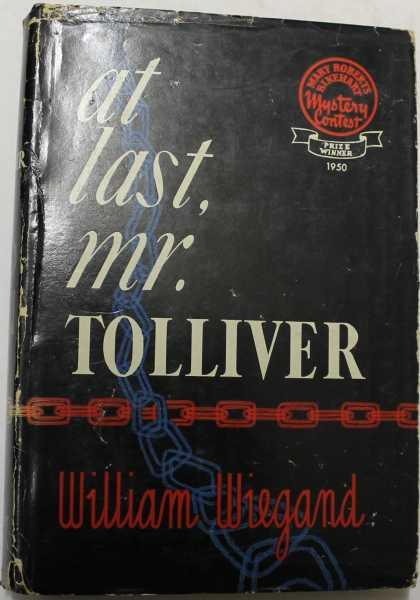 at
last,
mr.
TOLLIVER
MARY ROBERTS
RINEHART
Mystery
Contest
PRIZE
WINNER
1950
William Wiegand